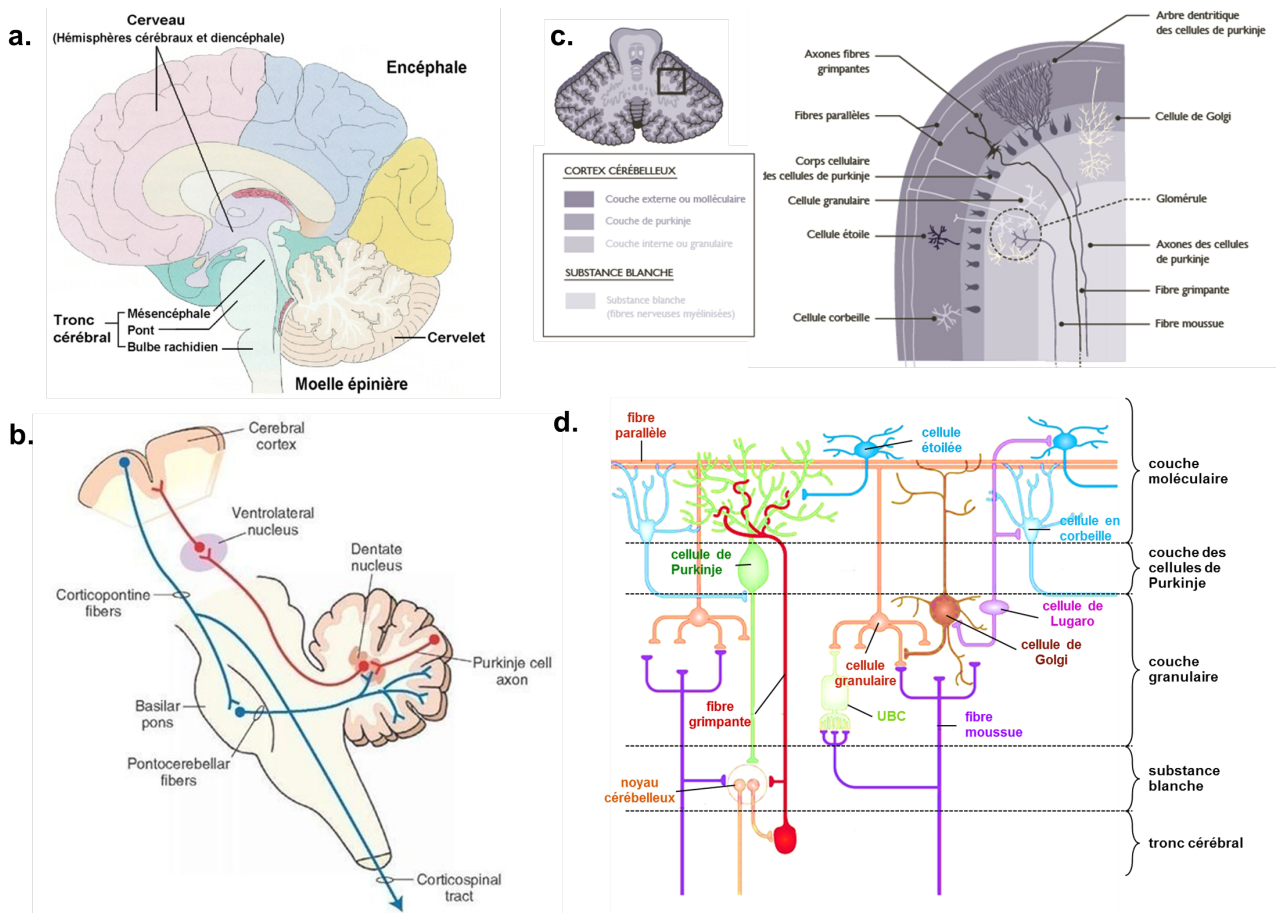 a.
Cerveau
(Hémisphères cérébraux et diencéphale)
Encéphale
Tronc
cérébral
Mésencéphale
Pont
Bulbe rachidien
Cervelet
Moelle épinière
b.
Cerebral
cortex
Ventrolateral
nucleus
Dentate
nucleus
Corticopontine
fibers
Purkinje cell
axon
Basilar
pons
Pontocerebellar
fibers
Corticospinal
tract
c.
CORTEX CÉRÉBELLEUX
Couche externe ou molléculaire
Couche de purkinje
Couche interne ou granulaire
SUBSTANCE BLANCHE
Substance blanche
(fibres nerveuses myélinisées)
Arbre dentritique
des cellules de purkinje
Axones fibres
grimpantes
Fibres parallèles
Cellule de Golgi
Corps cellulaire
des cellules de purkinje
Cellule granulaire
Glomérule
Cellule étoile
Axones des cellules
de purkinje
Fibre grimpante
Cellule corbeille
Fibre moussue
d.
fibre
parallèle
cellule
étoilée
couche
moléculaire
cellule en
corbeille
cellule de
Purkinje
couche des
cellules de
Purkinje
cellule de
Lugaro
cellule de
Golgi
cellule
granulaire
couche
granulaire
fibre
grimpante
UBC
fibre
moussue
noyau
cérébelleux
substance
blanche
tronc cérébral